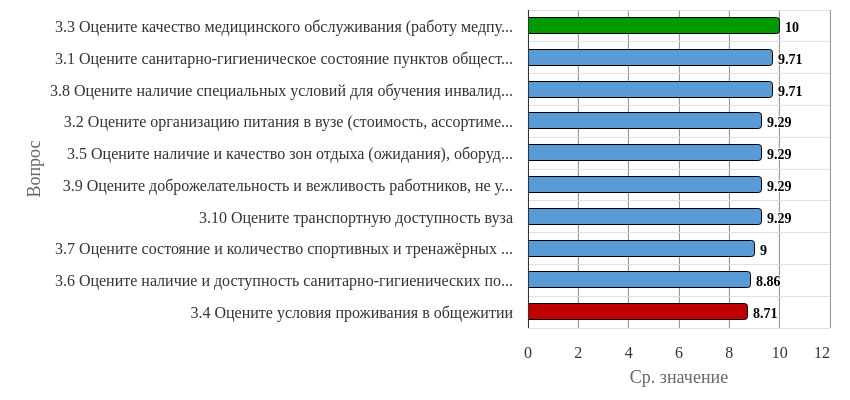 3.3 Оцените качество медицинского обслуживания (работу медпу... 10
3.1 Оцените санитарно-гигиеническое состояние пунктов общест... 9.71
3.8 Оцените наличие специальных условий для обучения инвалид... 9.71
3.2 Оцените организацию питания в вузе (стоимость, ассортиме... 9.29
3.5 Оцените наличие и качество зон отдыха (ожидания), оборуд... 9.29
3.9 Оцените доброжелательность и вежливость работников, не у... 9.29
3.10 Оцените транспортную доступность вуза 9.29
3.7 Оцените состояние и количество спортивных и тренажёрных ... 9
3.6 Оцените наличие и доступность санитарно-гигиенических по... 8.86
3.4 Оцените условия проживания в общежитии 8.71
Вопрос
0 2 4 6 8 10 12
Ср. значение